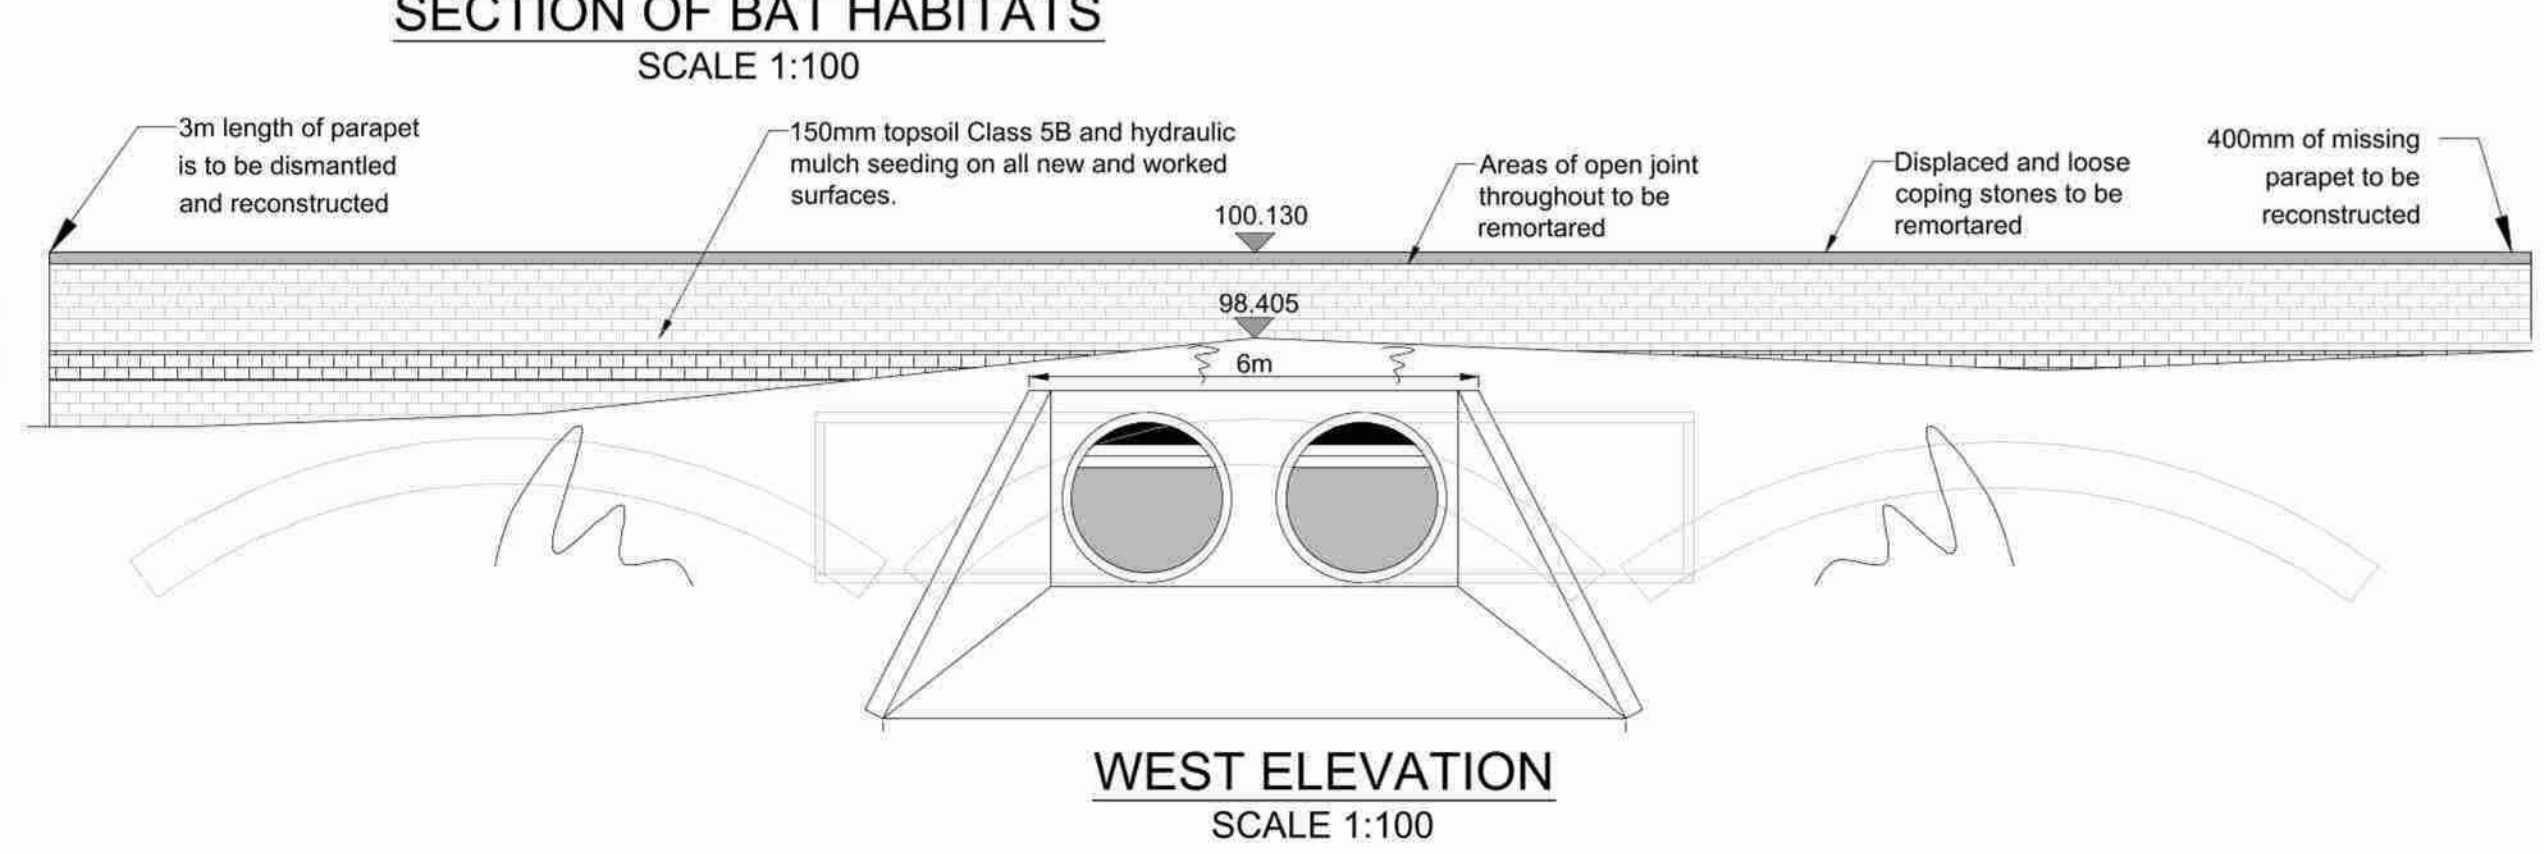 SECTION OF BAT HABITATS
SCALE 1:100
3m length of parapet
is to be dismantled
and reconstructed
150mm topsoil Class 5B and hydraulic
mulch seeding on all new and worked
surfaces.
100.130
Areas of open joint
throughout to be
remortared
Displaced and loose
coping stones to be
remortared
400mm of missing
parapet to be
reconstructed
98.405
6m
WEST ELEVATION
SCALE 1:100